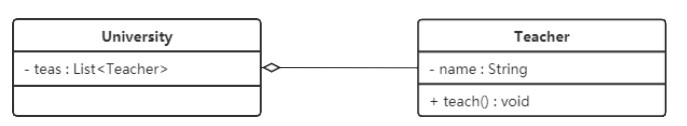 University
- teas : List<Teacher>
Teacher
- name : String
+ teach() : void